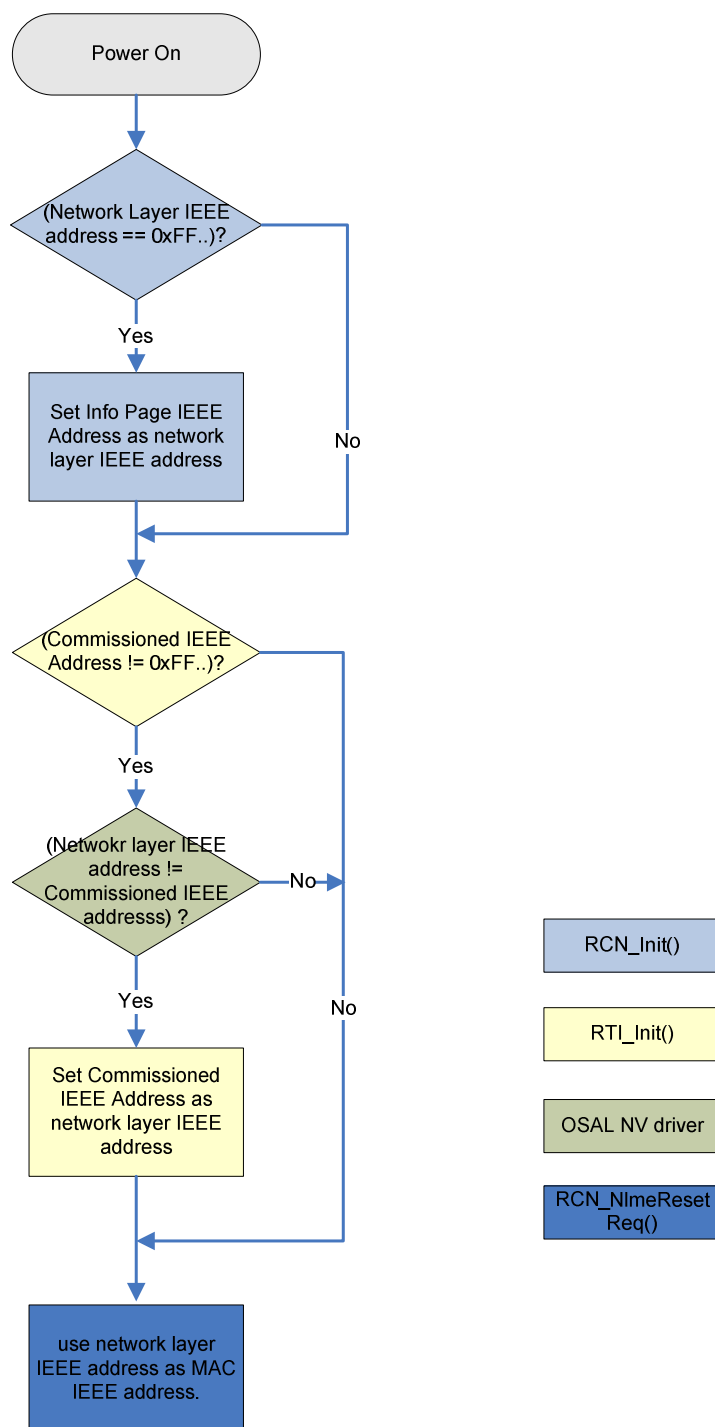 Power On
(Network Layer IEEE
address == 0xFF..)?
Yes
No
Set Info Page IEEE
Address as network
layer IEEE address
(Commissioned IEEE
Address != 0xFF..)?
Yes
(Netwokr layer IEEE
address !=
Commissioned IEEE
addresss) ?
No
Yes
No
Set Commissioned
IEEE Address as
network layer IEEE
address
use network layer
IEEE address as MAC
IEEE address.
RCN_Init()
RTI_Init()
OSAL NV driver
RCN_NlmeReset
Req()